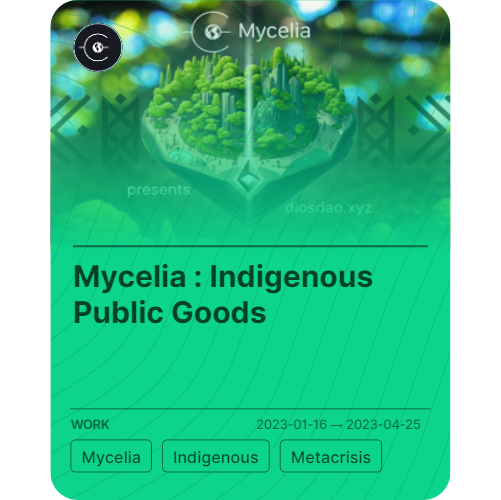 Mycelia
presents
diosdao.xyz
Mycelia : Indigenous
Public Goods
WORK 2023-01-16 → 2023-04-25
Mycelia Indigenous Metacrisis